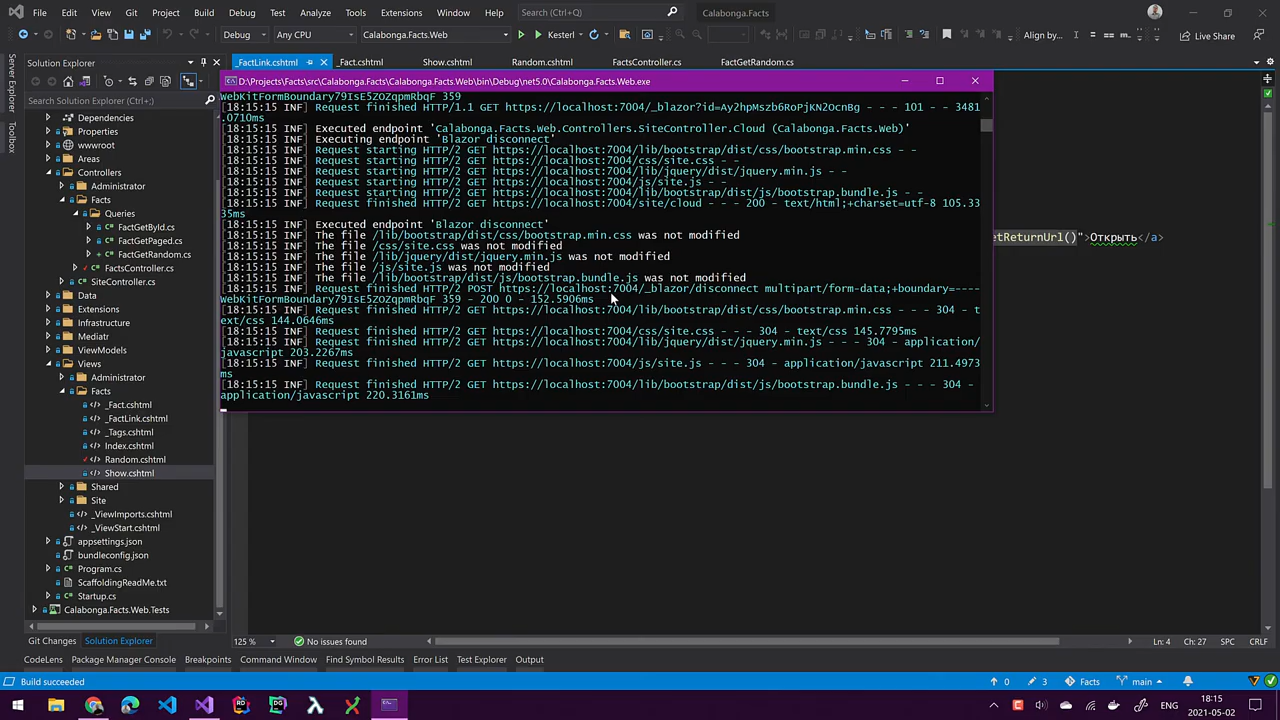 File Edit View Git Project Build Debug Test Analyze Tools Extensions Window Help Search (Ctrl+Q) Calabonga.Facts
Debug Any CPU Calabonga.Facts.Web Kesterl Align by... Live Share
Server Explorer
Toolbox
Solution Explorer
_FactLink.cshtml _Fact.cshtml Show.cshtml Random.cshtml FactsController.cs FactGetRandom.cs
Search Solution Explorer (Ctrl+;)
Dependencies
Properties
wwwroot
Areas
Controllers
Administrator
Facts
Queries
FactGetById.cs
FactGetPaged.cs
FactGetRandom.cs
FactsController.cs
SiteController.cs
Data
Extensions
Infrastructure
Mediatr
ViewModels
Views
Administrator
Facts
_Fact.cshtml
_FactLink.cshtml
_Tags.cshtml
Index.cshtml
Random.cshtml
Show.cshtml
Shared
Site
_ViewImports.cshtml
_ViewStart.cshtml
appsettings.json
bundleconfig.json
Program.cs
ScaffoldingReadMe.txt
Startup.cs
Calabonga.Facts.Web.Tests
D:\Projects\Facts\src\Calabonga.Facts\Calabonga.Facts.Web\bin\Debug\net5.0\Calabonga.Facts.Web.exe
WebKitFormBoundary79IsE5ZOZqpmRbqF 359
[18:15:15 INF] Request finished HTTP/1.1 GET https://localhost:7004/_blazor?id=Ay2hpMszb6RoPjKN2OcnBg - - - 101 - - 3481
.0710ms
[18:15:15 INF] Executed endpoint 'Calabonga.Facts.Web.Controllers.SiteController.Cloud (Calabonga.Facts.Web)'
[18:15:15 INF] Executing endpoint 'Blazor disconnect'
[18:15:15 INF] Request starting HTTP/2 GET https://localhost:7004/lib/bootstrap/dist/css/bootstrap.min.css - -
[18:15:15 INF] Request starting HTTP/2 GET https://localhost:7004/css/site.css - -
[18:15:15 INF] Request starting HTTP/2 GET https://localhost:7004/lib/jquery/dist/jquery.min.js - -
[18:15:15 INF] Request starting HTTP/2 GET https://localhost:7004/js/site.js - -
[18:15:15 INF] Request starting HTTP/2 GET https://localhost:7004/lib/bootstrap/dist/js/bootstrap.bundle.js - -
[18:15:15 INF] Request finished HTTP/2 GET https://localhost:7004/site/cloud - - - 200 - text/html;+charset=utf-8 105.33
35ms
[18:15:15 INF] Executed endpoint 'Blazor disconnect'
[18:15:15 INF] The file /lib/bootstrap/dist/css/bootstrap.min.css was not modified
[18:15:15 INF] The file /css/site.css was not modified
[18:15:15 INF] The file /lib/jquery/dist/jquery.min.js was not modified
[18:15:15 INF] The file /js/site.js was not modified
[18:15:15 INF] The file /lib/bootstrap/dist/js/bootstrap.bundle.js was not modified
[18:15:15 INF] Request finished HTTP/2 POST https://localhost:7004/_blazor/disconnect multipart/form-data;+boundary=----
WebKitFormBoundary79IsE5ZOZqpmRbqF 359 - 200 0 - 152.5906ms
[18:15:15 INF] Request finished HTTP/2 GET https://localhost:7004/lib/bootstrap/dist/css/bootstrap.min.css - - - 304 - t
ext/css 144.0646ms
[18:15:15 INF] Request finished HTTP/2 GET https://localhost:7004/css/site.css - - - 304 - text/css 145.7795ms
[18:15:15 INF] Request finished HTTP/2 GET https://localhost:7004/lib/jquery/dist/jquery.min.js - - - 304 - application/
javascript 203.2267ms
[18:15:15 INF] Request finished HTTP/2 GET https://localhost:7004/js/site.js - - - 304 - application/javascript 211.4973
ms
[18:15:15 INF] Request finished HTTP/2 GET https://localhost:7004/lib/bootstrap/dist/js/bootstrap.bundle.js - - - 304 -
application/javascript 220.3161ms
etReturnUrl()">Открыть</a>
Git Changes Solution Explorer
125 % No issues found Ln: 4 Ch: 27 SPC CRLF
CodeLens Package Manager Console Breakpoints Command Window Find Symbol Results Error List Test Explorer Output
Build succeeded 0 3 Facts main
ENG 18:15
2021-05-02